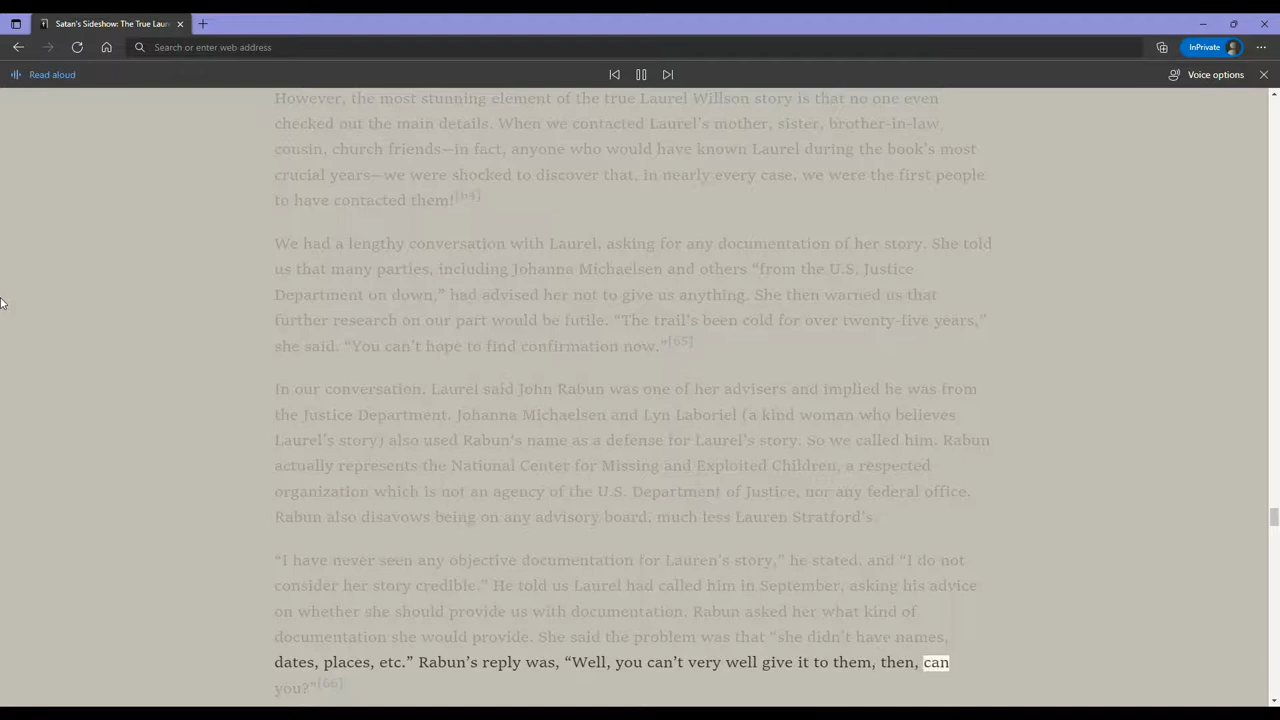 Satan's Sideshow: The True Laur
Search or enter web address
InPrivate
Read aloud
Voice options
However, the most stunning element of the true Laurel Willson story is that no one even
checked out the main details. When we contacted Laurel’s mother, sister, brother-in-law,
cousin, church friends—in fact, anyone who would have known Laurel during the book’s most
crucial years—we were shocked to discover that, in nearly every case, we were the first people
to have contacted them![64]
We had a lengthy conversation with Laurel, asking for any documentation of her story. She told
us that many parties, including Johanna Michaelsen and others “from the U.S. Justice
Department on down,” had advised her not to give us anything. She then warned us that
further research on our part would be futile. “The trail’s been cold for over twenty-five years,”
she said. “You can’t hope to find confirmation now.”[65]
In our conversation, Laurel said John Rabun was one of her advisers and implied he was from
the Justice Department. Johanna Michaelsen and Lyn Laboriel (a kind woman who believes
Laurel’s story) also used Rabun’s name as a defense for Laurel’s story. So we called him. Rabun
actually represents the National Center for Missing and Exploited Children, a respected
organization which is not an agency of the U.S. Department of Justice, nor any federal office.
Rabun also disavows being on any advisory board, much less Lauren Stratford’s.
“I have never seen any objective documentation for Lauren’s story,” he stated, and “I do not
consider her story credible.” He told us Laurel had called him in September, asking his advice
on whether she should provide us with documentation. Rabun asked her what kind of
documentation she would provide. She said the problem was that “she didn’t have names,
dates, places, etc.” Rabun’s reply was, “Well, you can’t very well give it to them, then, can
you?”[66]